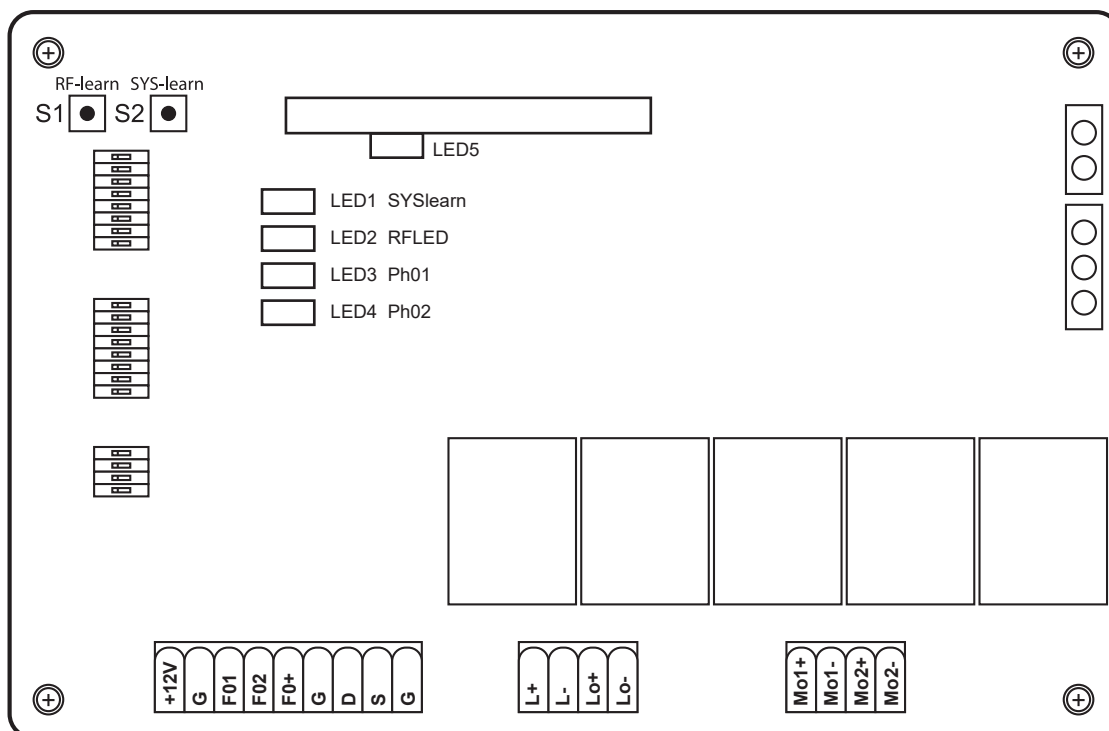 RF-learn SYS-learn
S1 S2
LED5
LED1 SYSlearn
LED2 RFLED
LED3 Ph01
LED4 Ph02
+12V G F01 F02 F0+ G D S G
L+ L- Lo+ Lo-
Mo1+ Mo1- Mo2+ Mo2-